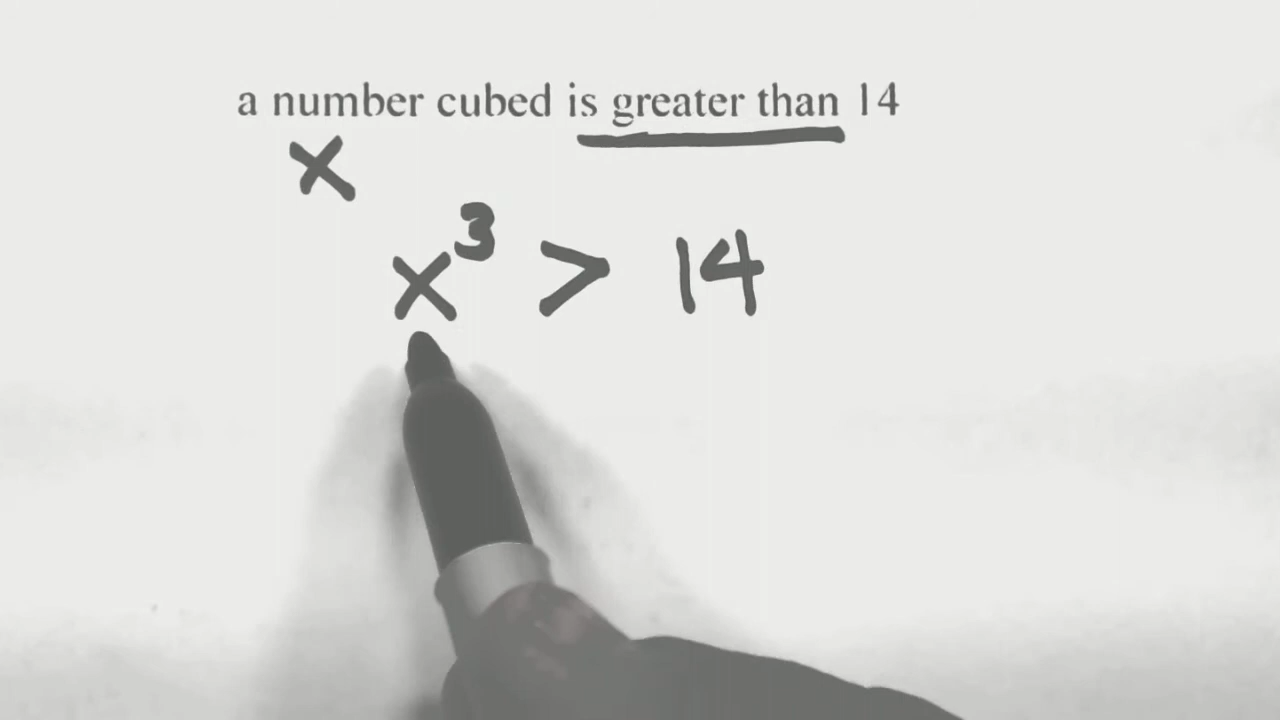 a number cubed is greater than 14
x
x³ > 14